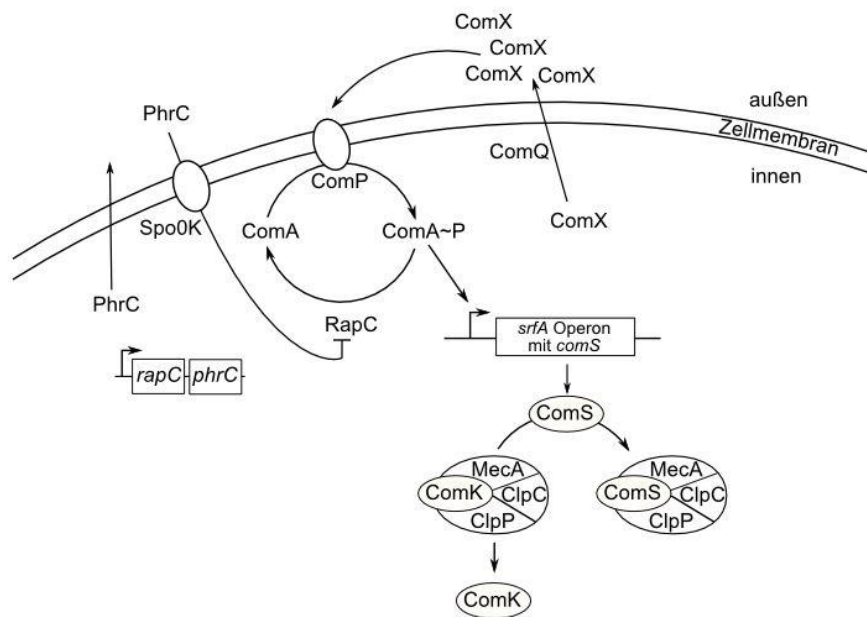 ComX
ComX
ComX ComX
außen
PhrC
Zellmembran
ComQ
innen
ComP
Spo0K
ComA
ComA~P
ComX
PhrC
RapC
srfA Operon
mit comS
rapC phrC
ComS
MecA
ComK
ClpC
ClpP
MecA
ComS
ClpC
ClpP
ComK